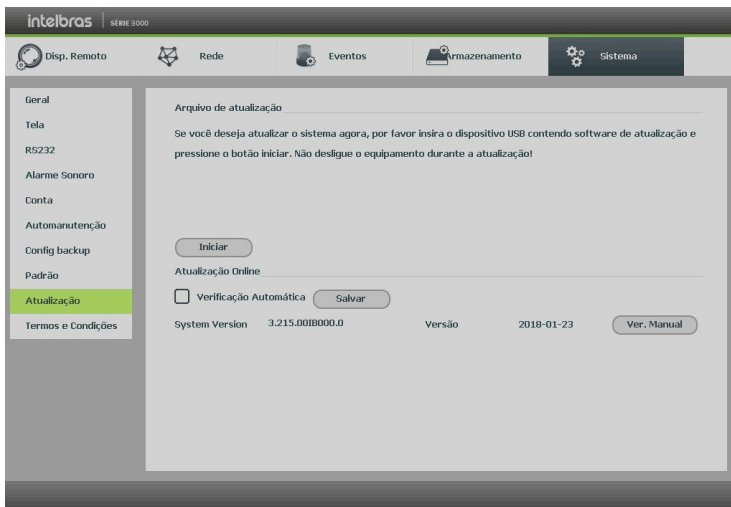 intelbras SÉRIE 3000
Disp. Remoto
Rede
Eventos
Armazenamento
Sistema
Geral
Tela
RS232
Alarme Sonoro
Conta
Automanutenção
Config backup
Padrão
Atualização
Termos e Condições
Arquivo de atualização
Se você deseja atualizar o sistema agora, por favor insira o dispositivo USB contendo software de atualização e
pressione o botão iniciar. Não desligue o equipamento durante a atualização!
Iniciar
Atualização Online
Verificação Automática Salvar
System Version 3.215.00IB000.0 Versão 2018-01-23 Ver. Manual